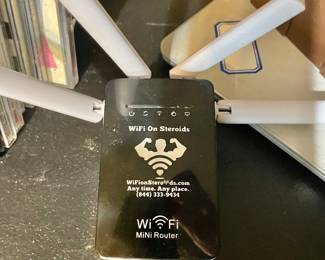 WiFi On Steroids
WiFionSteroids.com
Any time. Any place.
(844) 333-9434
WiFi
MiNi Router